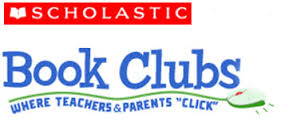 SCHOLASTIC
Book Clubs
WHERE TEACHERS & PARENTS "CLICK"